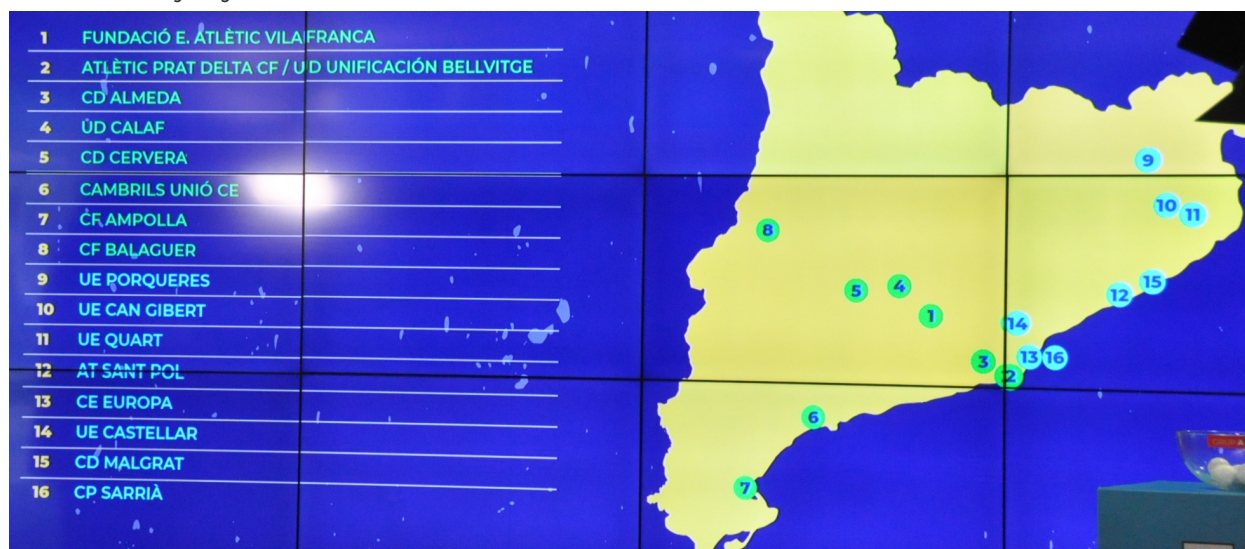 1 FUNDACIÓ E. ATLÈTIC VILAFRANCA
2 ATLÈTIC PRAT DELTA CF / UD UNIFICACIÓN BELLVITGE
3 CD ALMEDA
4 UD CALAF
5 CD CERVERA
6 CAMBRILS UNIÓ CE
7 CF AMPOLLA
8 CF BALAGUER
9 UE PORQUERES
10 UE CAN GIBERT
11 UE QUART
12 AT SANT POL
13 CE EUROPA
14 UE CASTELLAR
15 CD MALGRAT
16 CP SARRIÀ
9
10 11
8
15
5 4 12
1
14
3 13 16
2
6
7